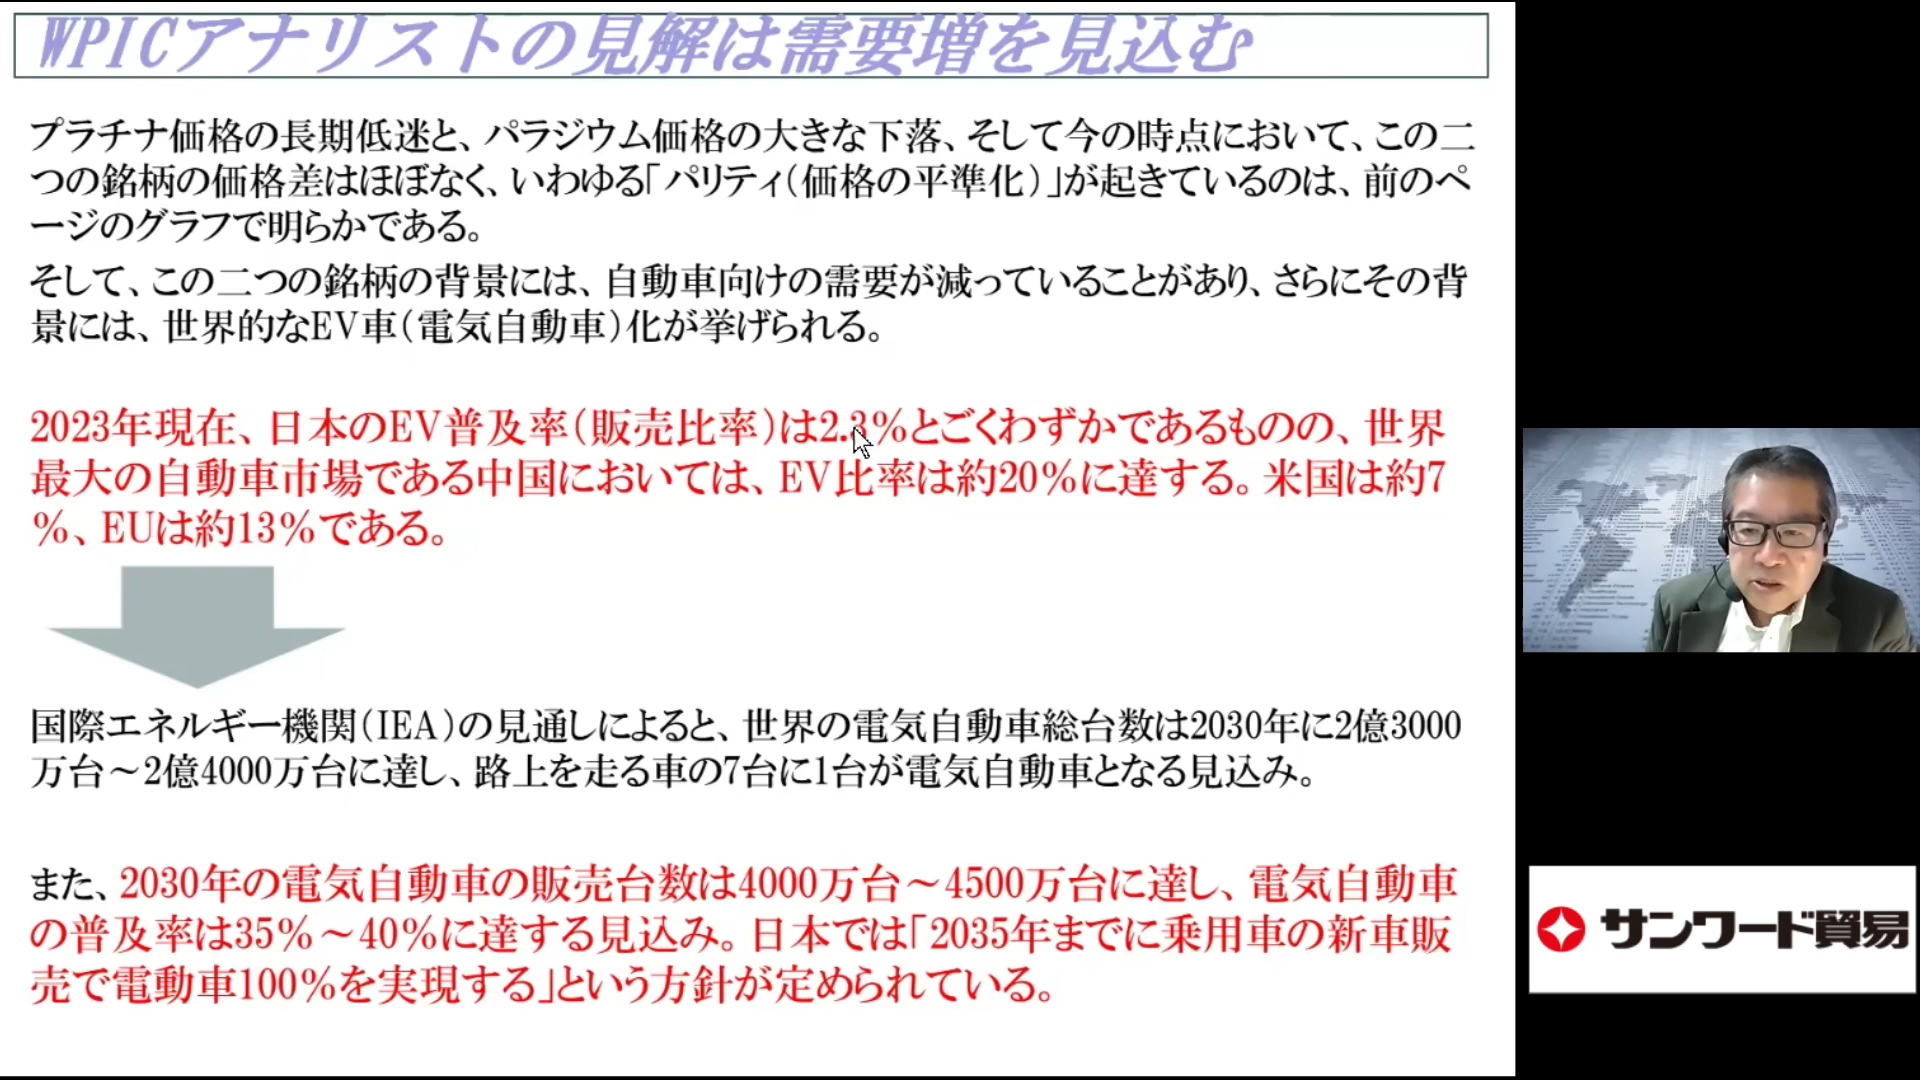 WPICアナリストの見解は需要増を見込む
プラチナ価格の長期低迷と、パラジウム価格の大きな下落、そして今の時点において、この二
つの銘柄の価格差はほぼなく、いわゆる「パリティ(価格の平準化)」が起きているのは、前のペ
ージのグラフで明らかである。
そして、この二つの銘柄の背景には、自動車向けの需要が減っていることがあり、さらにその背
景には、世界的なEV車(電気自動車)化が挙げられる。
2023年現在、日本のEV普及率(販売比率)は2.3%とごくわずかであるものの、世界
最大の自動車市場である中国においては、EV比率は約20%に達する。米国は約7
%、EUは約13%である。
国際エネルギー機関(IEA)の見通しによると、世界の電気自動車総台数は2030年に2億3000
万台～2億4000万台に達し、路上を走る車の7台に1台が電気自動車となる見込み。
また、2030年の電気自動車の販売台数は4000万台～4500万台に達し、電気自動車
の普及率は35%～40%に達する見込み。日本では「2035年までに乗用車の新車販
売で電動車100%を実現する」という方針が定められている。
サンワード貿易